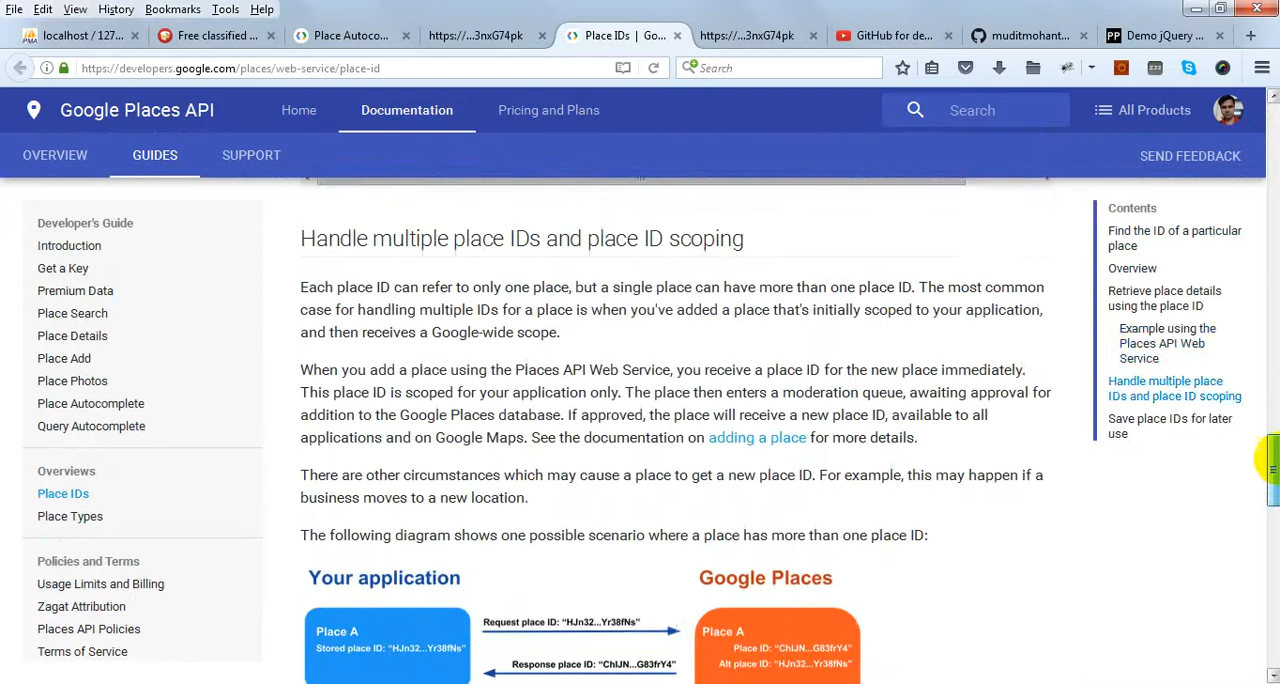 File Edit View History Bookmarks Tools Help
localhost / 127... Free classified ... Place Autoco... https://...3nxG74pk Place IDs | Go... https://...3nxG74pk GitHub for de... muditmohant... Demo jQuery ...
https://developers.google.com/places/web-service/place-id Search
Google Places API Home Documentation Pricing and Plans Search All Products
OVERVIEW GUIDES SUPPORT SEND FEEDBACK
Developer's Guide
Introduction
Get a Key
Premium Data
Place Search
Place Details
Place Add
Place Photos
Place Autocomplete
Query Autocomplete
Overviews
Place IDs
Place Types
Policies and Terms
Usage Limits and Billing
Zagat Attribution
Places API Policies
Terms of Service
Handle multiple place IDs and place ID scoping
Each place ID can refer to only one place, but a single place can have more than one place ID. The most common
case for handling multiple IDs for a place is when you've added a place that's initially scoped to your application,
and then receives a Google-wide scope.
When you add a place using the Places API Web Service, you receive a place ID for the new place immediately.
This place ID is scoped for your application only. The place then enters a moderation queue, awaiting approval for
addition to the Google Places database. If approved, the place will receive a new place ID, available to all
applications and on Google Maps. See the documentation on adding a place for more details.
There are other circumstances which may cause a place to get a new place ID. For example, this may happen if a
business moves to a new location.
The following diagram shows one possible scenario where a place has more than one place ID:
Your application Google Places
Place A
Stored place ID: "HJn32...Yr38fNs"
Request place ID: "HJn32...Yr38fNs"
Response place ID: "ChIJN...G83frY4"
Place A
Place ID: "ChIJN...G83frY4"
Alt place ID: "HJn32...Yr38fNs"
Contents
Find the ID of a particular
place
Overview
Retrieve place details
using the place ID
Example using the
Places API Web
Service
Handle multiple place
IDs and place ID scoping
Save place IDs for later
use